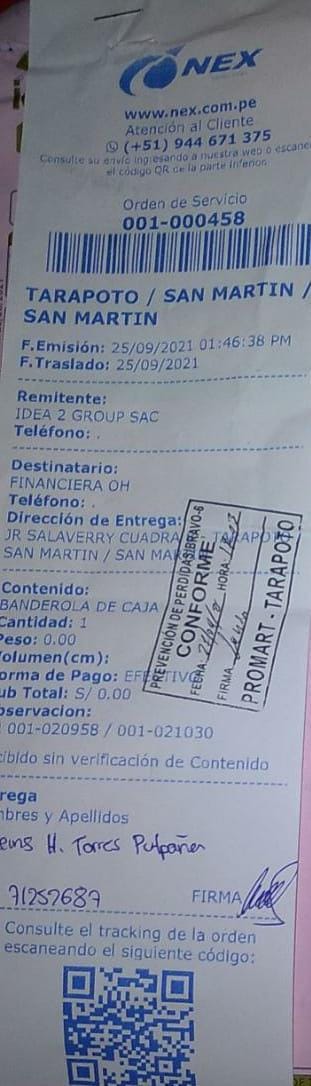 NEX
www.nex.com.pe
Atención al Cliente
(+51) 944 671 375
Consulte su envío ingresando a nuestra web o escane
el código QR de la parte inferior.
Orden de Servicio
001-000458
TARAPOTO / SAN MARTIN /
SAN MARTIN
F.Emisión: 25/09/2021 01:46:38 PM
F.Traslado: 25/09/2021
Remitente:
IDEA 2 GROUP SAC
Teléfono: .
Destinatario:
FINANCIERA OH
Teléfono: .
Dirección de Entrega:
JR SALAVERRY CUADRA TARAPOTO
SAN MARTIN / SAN MA
Contenido:
BANDEROLA DE CAJA
Cantidad: 1
Peso: 0.00
Volumen(cm):
orma de Pago: EFECTIVO
ub Total: S/ 0.00
bservacion:
001-020958 / 001-021030
cibido sin verificación de Contenido
PREVENCIÓN DE PERDIDAS
CONFORME
FECHA: HORA:
FIRMA
PROMART - TARAPOTO
rega
mbres y Apellidos
H. Torres
71257687 FIRMA
Consulte el tracking de la orden
escaneando el siguiente código: